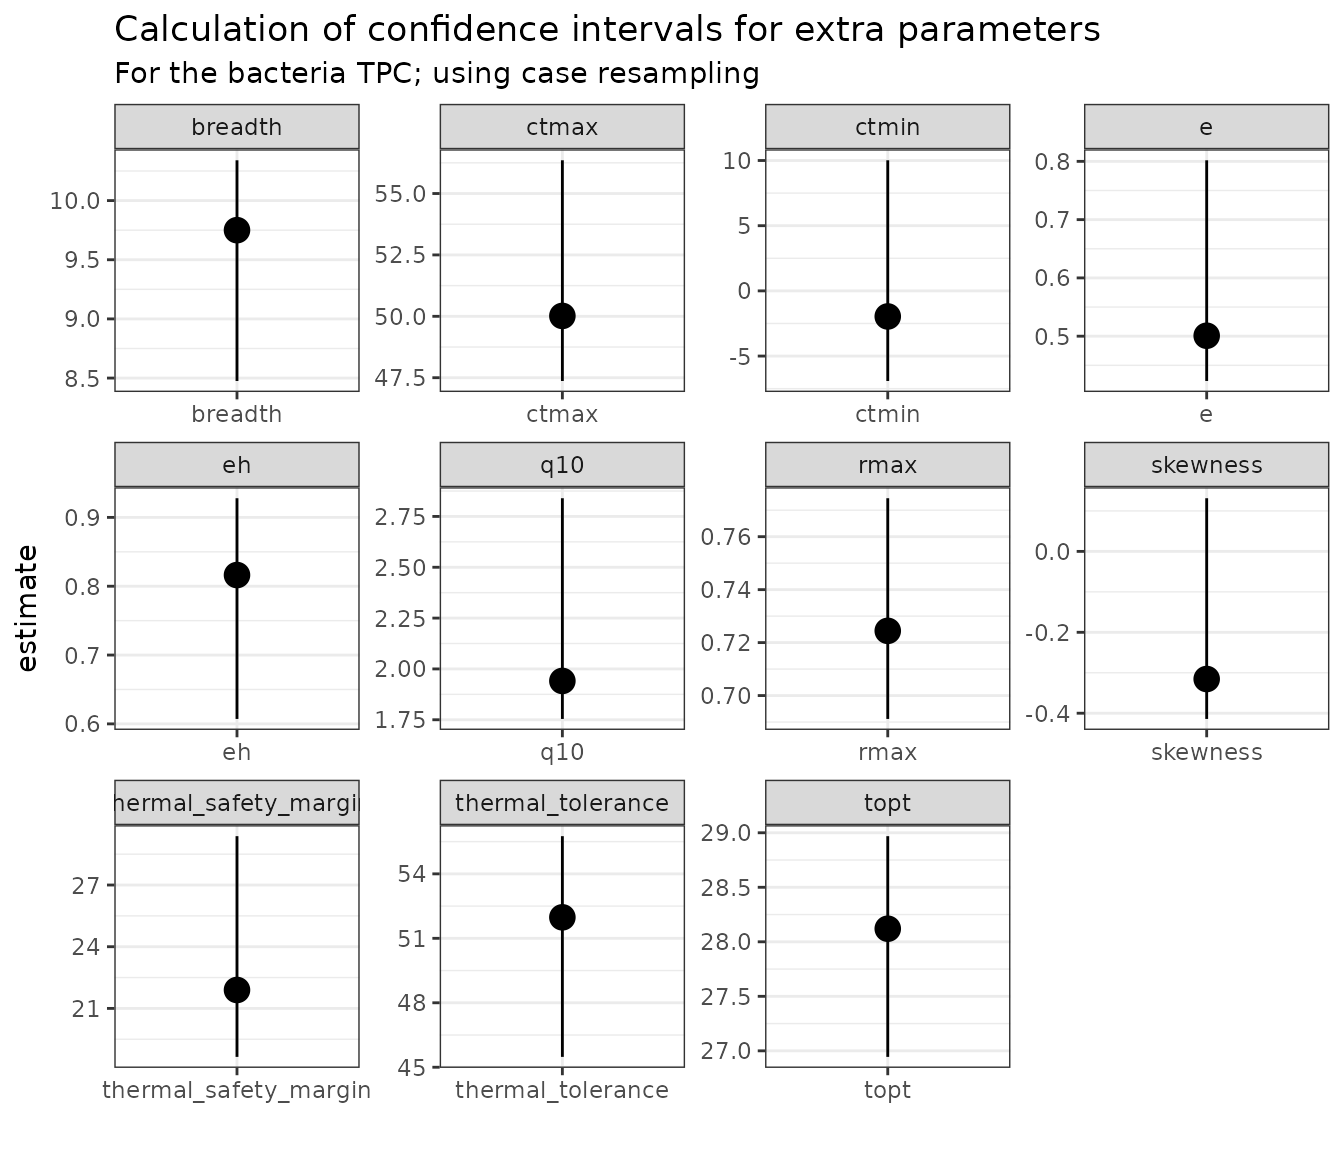 Calculation of confidence intervals for extra parameters
For the bacteria TPC; using case resampling
estimate
breadth
10.0
9.5
9.0
8.5
breadth
ctmax
55.0
52.5
50.0
47.5
ctmax
ctmin
10
5
0
-5
ctmin
e
0.8
0.7
0.6
0.5
e
eh
0.9
0.8
0.7
0.6
eh
q10
2.75
2.50
2.25
2.00
1.75
q10
rmax
0.76
0.74
0.72
0.70
rmax
skewness
0.0
-0.2
-0.4
skewness
hermal_safety_margi
27
24
21
thermal_safety_margin
thermal_tolerance
54
51
48
45
thermal_tolerance
topt
29.0
28.5
28.0
27.5
27.0
topt